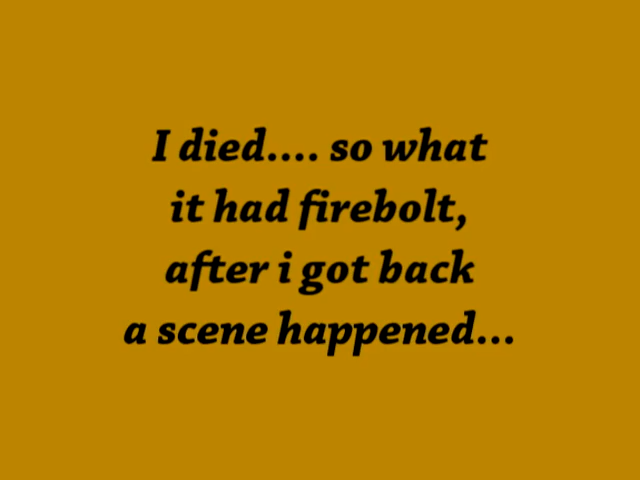 I died.... so what
it had firebolt,
after i got back
a scene happened...